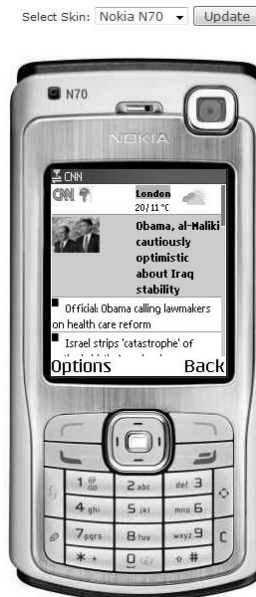 Select Skin: Nokia N70 Update
N70
NOKIA
CNN
CNN London
20/11 °C
Obama, al-Maliki
cautiously
optimistic
about Iraq
stability
Official: Obama calling lawmakers
on health care reform
Israel strips 'catastrophe' of
Options Back
1 2 abc def 3
4 ghi 5 jkl mno 6
7 pqrs 8 tuv wxyz 9 C
* + 0 #